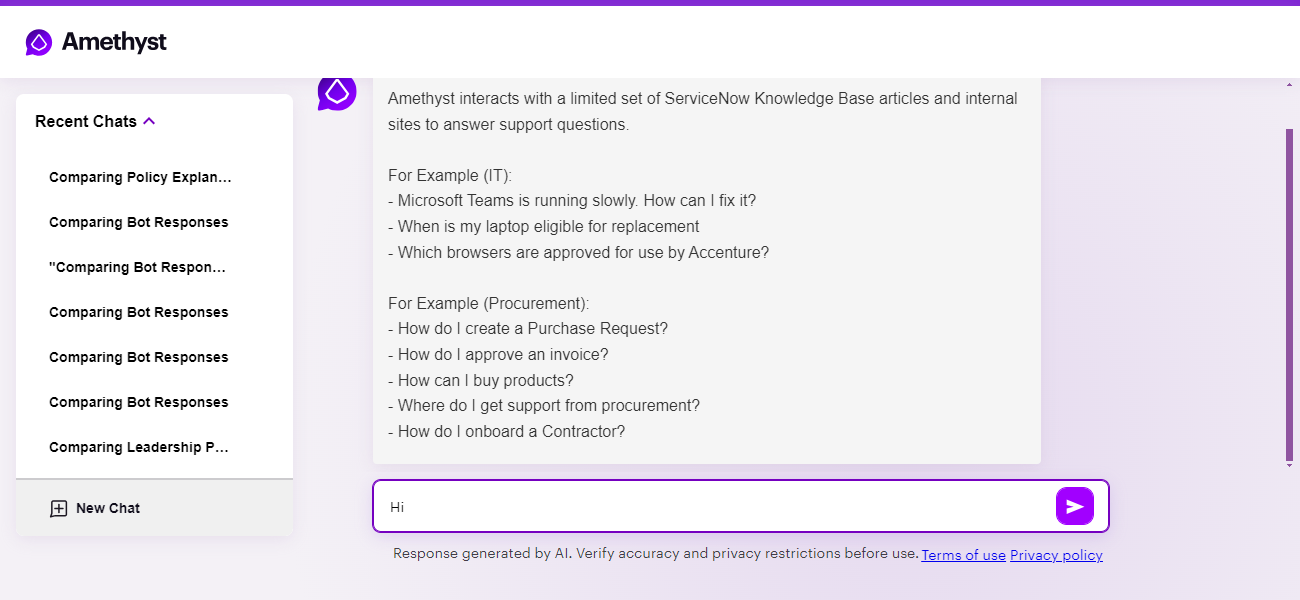 Amethyst
Recent Chats
Comparing Policy Explan...
Comparing Bot Responses
"Comparing Bot Respon...
Comparing Bot Responses
Comparing Bot Responses
Comparing Bot Responses
Comparing Leadership P...
New Chat
Amethyst interacts with a limited set of ServiceNow Knowledge Base articles and internal
sites to answer support questions.
For Example (IT):
- Microsoft Teams is running slowly. How can I fix it?
- When is my laptop eligible for replacement
- Which browsers are approved for use by Accenture?
For Example (Procurement):
- How do I create a Purchase Request?
- How do I approve an invoice?
- How can I buy products?
- Where do I get support from procurement?
- How do I onboard a Contractor?
Hi
Response generated by AI. Verify accuracy and privacy restrictions before use. Terms of use Privacy policy